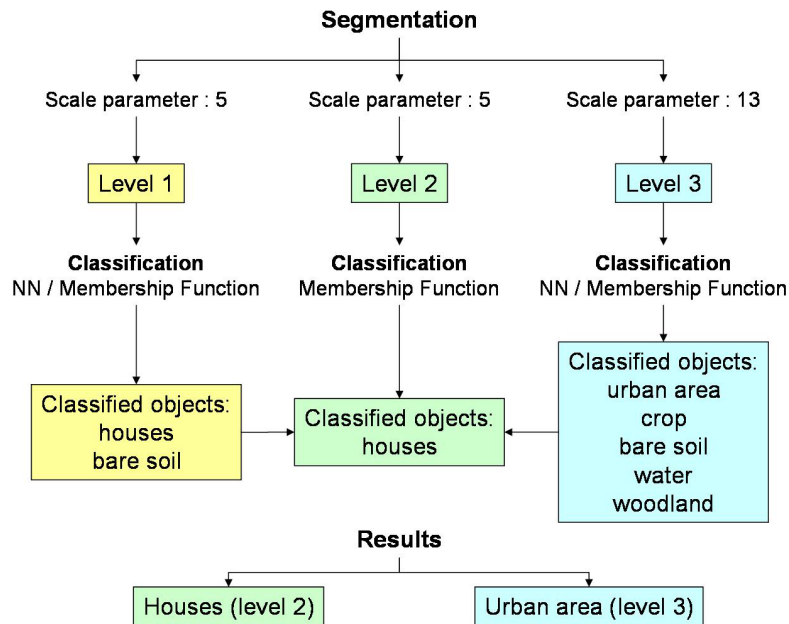 Segmentation
Scale parameter : 5
Scale parameter : 5
Scale parameter : 13
Level 1
Level 2
Level 3
Classification
NN / Membership Function
Classification
Membership Function
Classification
NN / Membership Function
Classified objects:
houses
bare soil
Classified objects:
houses
Classified objects:
urban area
crop
bare soil
water
woodland
Results
Houses (level 2)
Urban area (level 3)